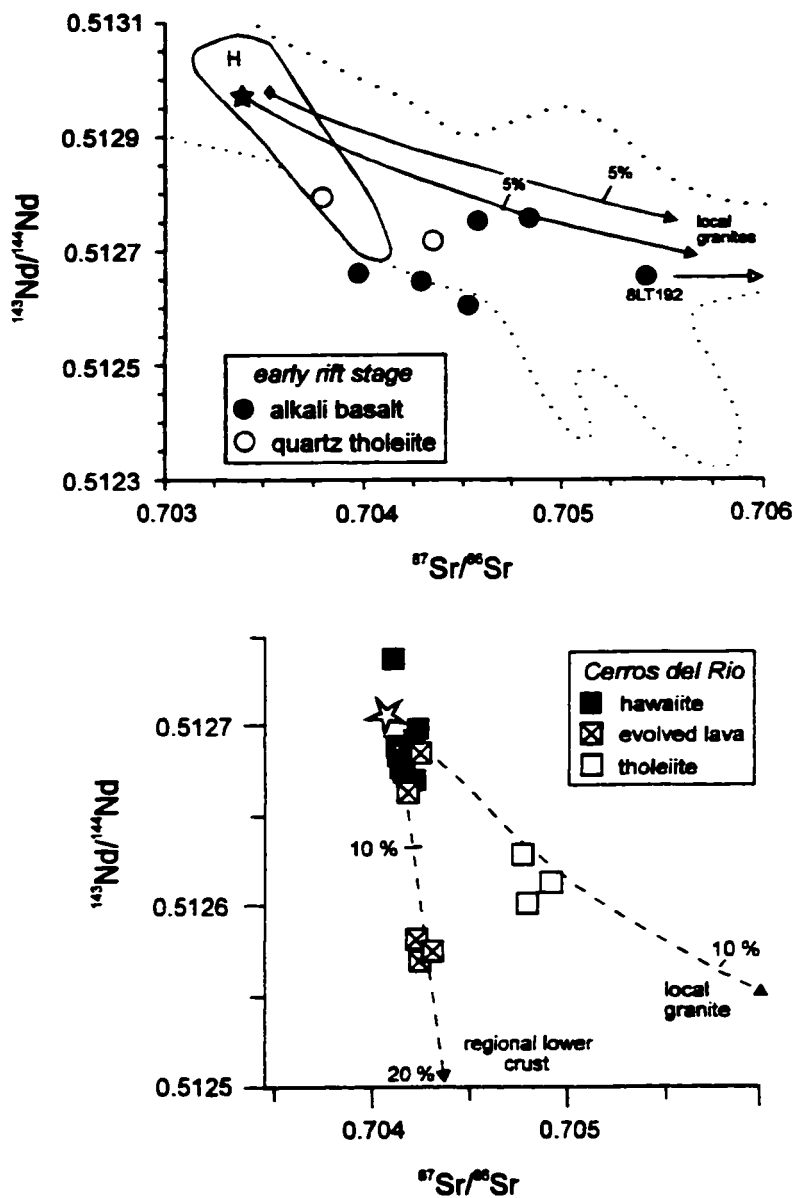 0.5131
0.5129
0.5127
0.5125
0.5123
¹⁴³Nd/¹⁴⁴Nd
H
5%
5%
local
granites
8LT192
early rift stage
alkali basalt
quartz tholeiite
0.703
0.704
0.705
0.706
⁸⁷Sr/⁸⁶Sr
0.5127
0.5126
0.5125
¹⁴³Nd/¹⁴⁴Nd
Cerros del Rio
hawaiite
evolved lava
tholeiite
10 %
10 %
local
granite
regional lower
crust
20 %
0.704
0.705
⁸⁷Sr/⁸⁶Sr